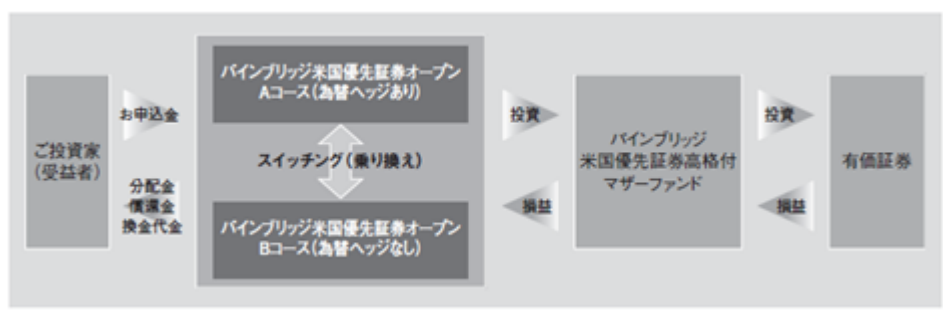 ご投資家
(受益者)
お申込金
分配金
償還金
換金代金
パインブリッジ米国優先証券オープン
Aコース(為替ヘッジあり)
スイッチング(乗り換え)
パインブリッジ米国優先証券オープン
Bコース(為替ヘッジなし)
投資
損益
パインブリッジ
米国優先証券高格付
マザーファンド
投資
損益
有価証券